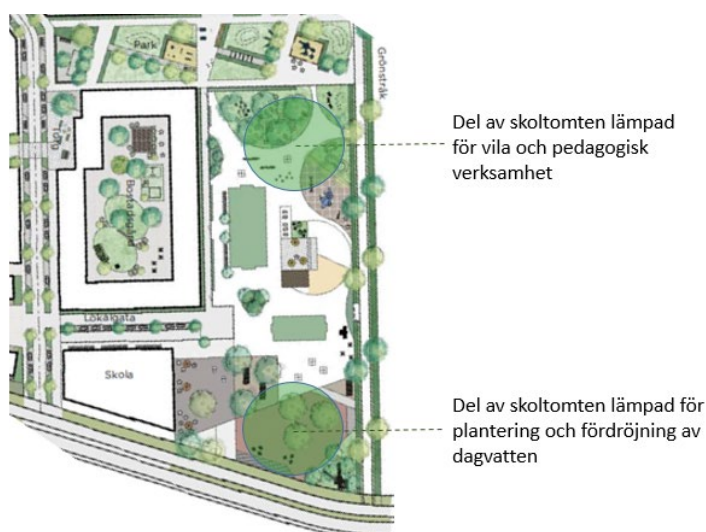 Park
Grönstråk
Torg
Bostadsgård
Lokalgata
Skola
Del av skoltomten lämpad
för vila och pedagogisk
verksamhet
Del av skoltomten lämpad för
plantering och fördröjning av
dagvatten